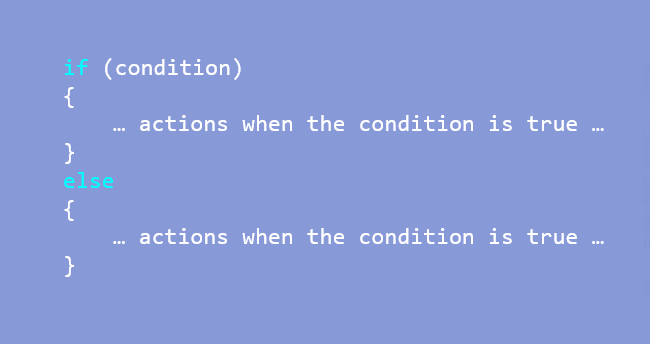 if (condition)
{
    … actions when the condition is true …
}
else
{
    … actions when the condition is true …
}